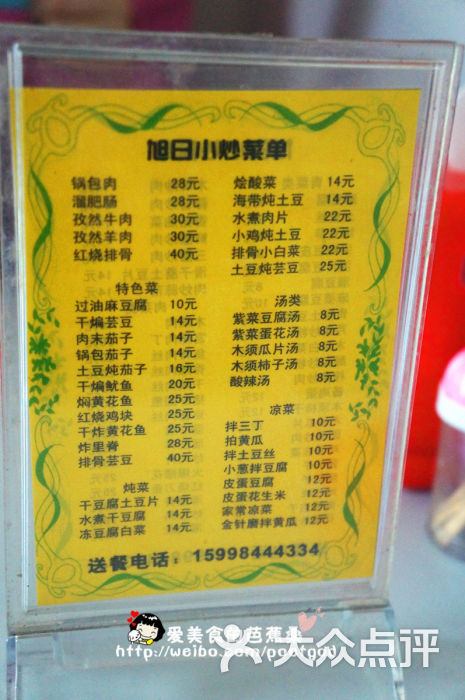 旭日小炒菜单
锅包肉 28元
溜肥肠 28元
孜然牛肉 30元
孜然羊肉 30元
红烧排骨 40元
特色菜
过油麻豆腐 10元
干煸芸豆 14元
肉末茄子 14元
锅包茄子 14元
土豆炖茄子 16元
干煸鱿鱼 20元
焖黄花鱼 25元
红烧鸡块 25元
干炸黄花鱼 25元
炸里脊 28元
排骨芸豆 40元
炖菜
干豆腐土豆片 14元
水煮干豆腐 14元
冻豆腐白菜 14元
烩酸菜 14元
海带炖土豆 14元
水煮肉片 22元
小鸡炖土豆 22元
排骨小白菜 22元
土豆炖芸豆 25元
汤类
紫菜豆腐汤 8元
紫菜蛋花汤 8元
木须瓜片汤 8元
木须柿子汤 8元
酸辣汤 8元
凉菜
拌三丁 10元
拍黄瓜 10元
拌土豆丝 10元
小葱拌豆腐 10元
皮蛋豆腐 12元
皮蛋花生米 12元
家常凉菜 12元
金针磨拌黄瓜 12元
送餐电话：15998444334
爱美食的芭蕉
http://weibo.com/
大众点评